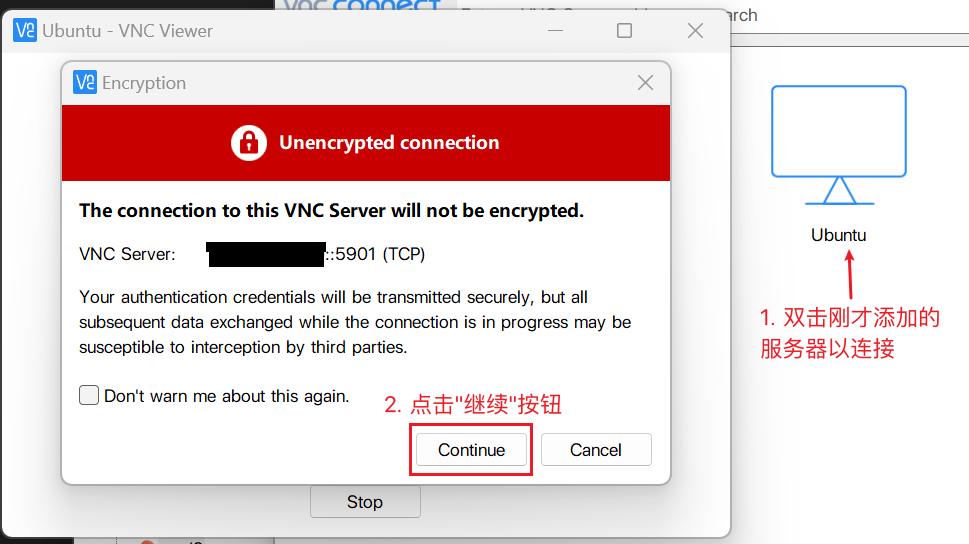 Ubuntu - VNC Viewer
Encryption
Unencrypted connection
The connection to this VNC Server will not be encrypted.
VNC Server: ::5901 (TCP)
Your authentication credentials will be transmitted securely, but all
subsequent data exchanged while the connection is in progress may be
susceptible to interception by third parties.
Don't warn me about this again.
2. 点击"继续"按钮
Continue
Cancel
Stop
Ubuntu
1. 双击刚才添加的
服务器以连接